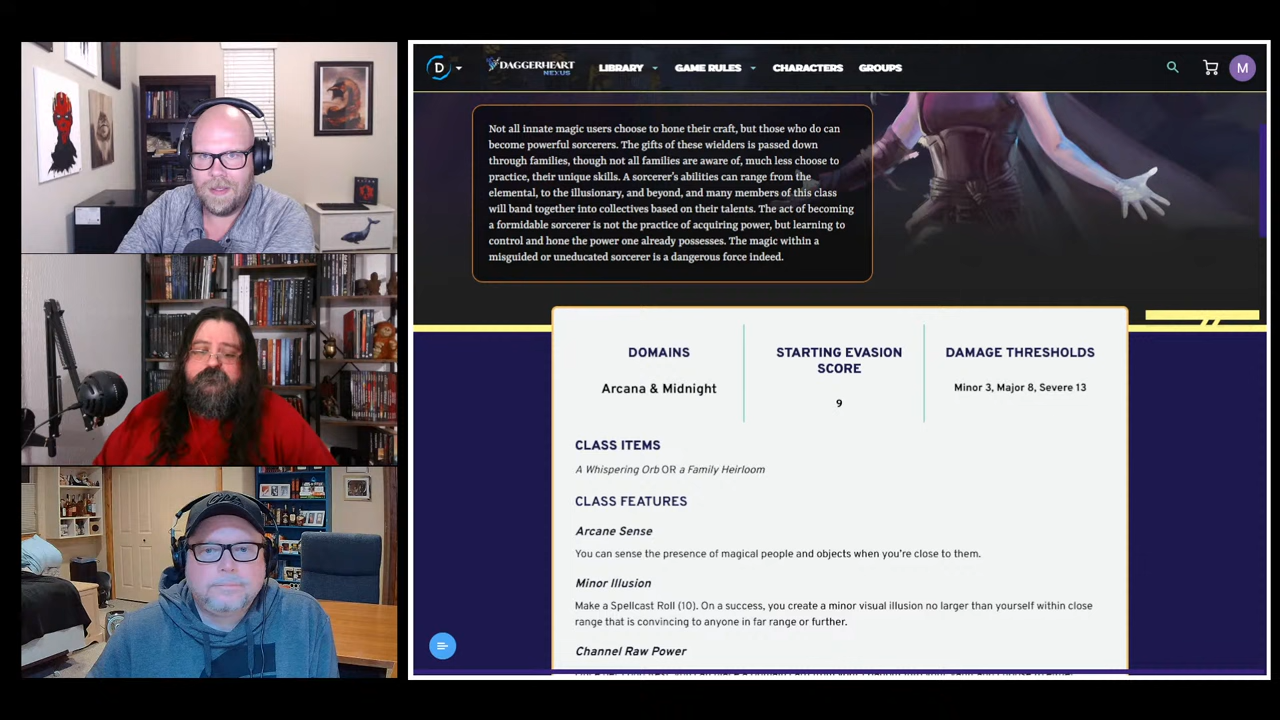 D
DAGGERHEART
NEXUS
LIBRARY
GAME RULES
CHARACTERS
GROUPS
M
Not all innate magic users choose to hone their craft, but those who do can
become powerful sorcerers. The gifts of these wielders is passed down
through families, though not all families are aware of, much less choose to
practice, their unique skills. A sorcerer's abilities can range from the
elemental, to the illusionary, and beyond, and many members of this class
will band together into collectives based on their talents. The act of becoming
a formidable sorcerer is not the practice of acquiring power, but learning to
control and hone the power one already possesses. The magic within a
misguided or uneducated sorcerer is a dangerous force indeed.
DOMAINS
Arcana & Midnight
STARTING EVASION
SCORE
9
DAMAGE THRESHOLDS
Minor 3, Major 8, Severe 13
CLASS ITEMS
A Whispering Orb OR a Family Heirloom
CLASS FEATURES
Arcane Sense
You can sense the presence of magical people and objects when you're close to them.
Minor Illusion
Make a Spellcast Roll (10). On a success, you create a minor visual illusion no larger than yourself within close
range that is convincing to anyone in far range or further.
Channel Raw Power